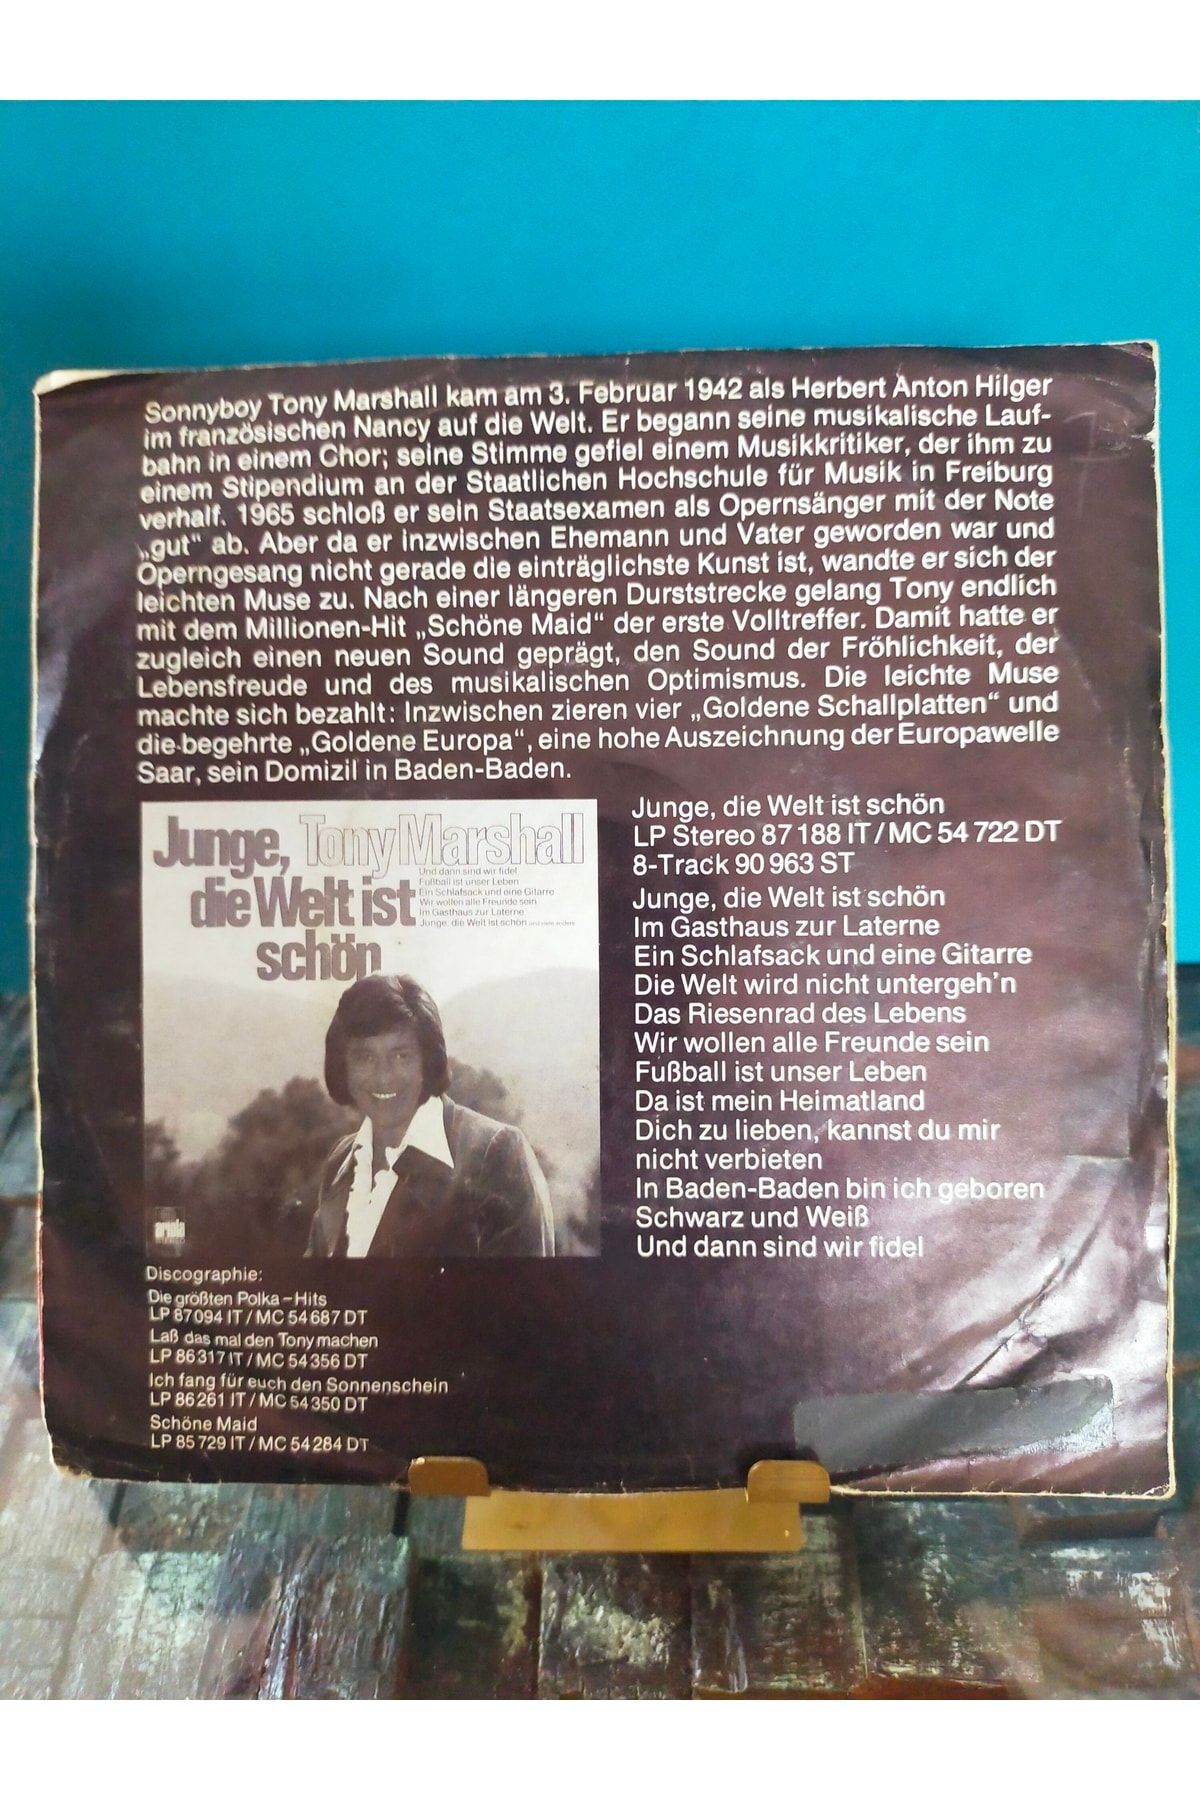 Sonnyboy Tony Marshall kam am 3. Februar 1942 als Herbert Anton Hilger
im französischen Nancy auf die Welt. Er begann seine musikalische Lauf-
bahn in einem Chor; seine Stimme gefiel einem Musikkritiker, der ihm zu
einem Stipendium an der Staatlichen Hochschule für Musik in Freiburg
verhalf. 1965 schloß er sein Staatsexamen als Opernsänger mit der Note
„gut“ ab. Aber da er inzwischen Ehemann und Vater geworden war und
Operngesang nicht gerade die einträglichste Kunst ist, wandte er sich der
leichten Muse zu. Nach einer längeren Durststrecke gelang Tony endlich
mit dem Millionen-Hit „Schöne Maid“ der erste Volltreffer. Damit hatte er
zugleich einen neuen Sound geprägt, den Sound der Fröhlichkeit, der
Lebensfreude und des musikalischen Optimismus. Die leichte Muse
machte sich bezahlt: Inzwischen zieren vier „Goldene Schallplatten“ und
die begehrte „Goldene Europa“, eine hohe Auszeichnung der Europawelle
Saar, sein Domizil in Baden-Baden.
Junge, Tony Marshall
die Welt ist
schön
Und dann sind wir fidel
Fußball ist unser Leben
Ein Schlafsack und eine Gitarre
Wir wollen alle Freunde sein
Im Gasthaus zur Laterne
Junge, die Welt ist schön und viele andere
ariola
Junge, die Welt ist schön
LP Stereo 87 188 IT/MC 54 722 DT
8-Track 90 963 ST
Junge, die Welt ist schön
Im Gasthaus zur Laterne
Ein Schlafsack und eine Gitarre
Die Welt wird nicht untergeh'n
Das Riesenrad des Lebens
Wir wollen alle Freunde sein
Fußball ist unser Leben
Da ist mein Heimatland
Dich zu lieben, kannst du mir
nicht verbieten
In Baden-Baden bin ich geboren
Schwarz und Weiß
Und dann sind wir fidel
Discographie:
Die größten Polka-Hits
LP 87094 IT/MC 54687 DT
Laß das mal den Tony machen
LP 86317 IT/MC 54356 DT
Ich fang für euch den Sonnenschein
LP 86261 IT/MC 54350 DT
Schöne Maid
LP 85729 IT/MC 54284 DT